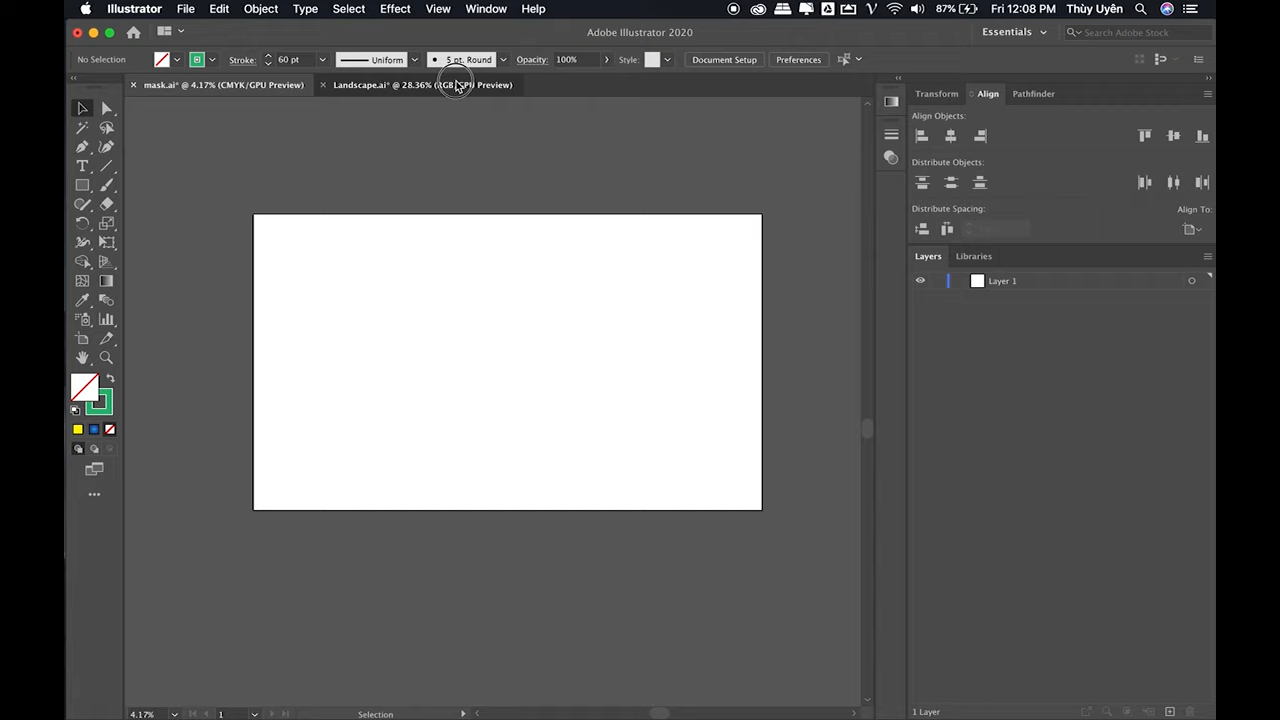 Illustrator File Edit Object Type Select Effect View Window Help 87% Fri 12:08 PM Thùy Uyên
Adobe Illustrator 2020 Essentials Search Adobe Stock
No Selection Stroke: 60 pt Uniform 5 pt. Round Opacity: 100% Style: Document Setup Preferences
mask.ai* @ 4.17% (CMYK/GPU Preview) Landscape.ai* @ 28.36% (RGB/GPU Preview)
Transform Align Pathfinder
Align Objects:
Distribute Objects:
Distribute Spacing: Align To:
Layers Libraries
Layer 1
4.17% 1 Selection 1 Layer